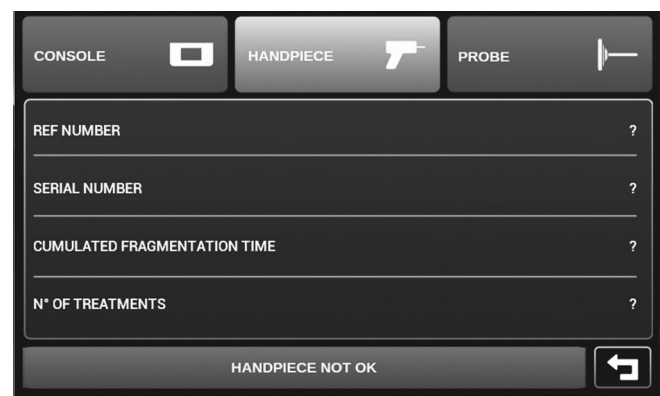 CONSOLE HANDPIECE PROBE
REF NUMBER ?
SERIAL NUMBER ?
CUMULATED FRAGMENTATION TIME ?
N° OF TREATMENTS ?
HANDPIECE NOT OK